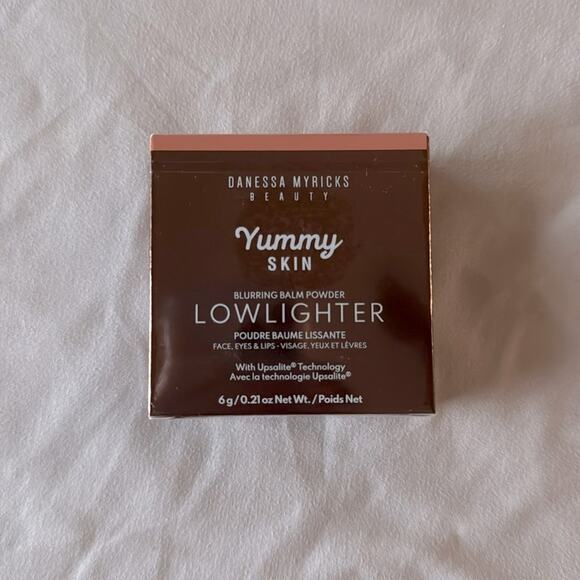 DANESSA MYRICKS
BEAUTY
Yummy
SKIN
BLURRING BALM POWDER
LOWLIGHTER
POUDRE BAUME LISSANTE
FACE, EYES & LIPS - VISAGE, YEUX ET LÈVRES
With Upsalite® Technology
Avec la technologie Upsalite®
6 g / 0.21 oz Net Wt. / Poids Net